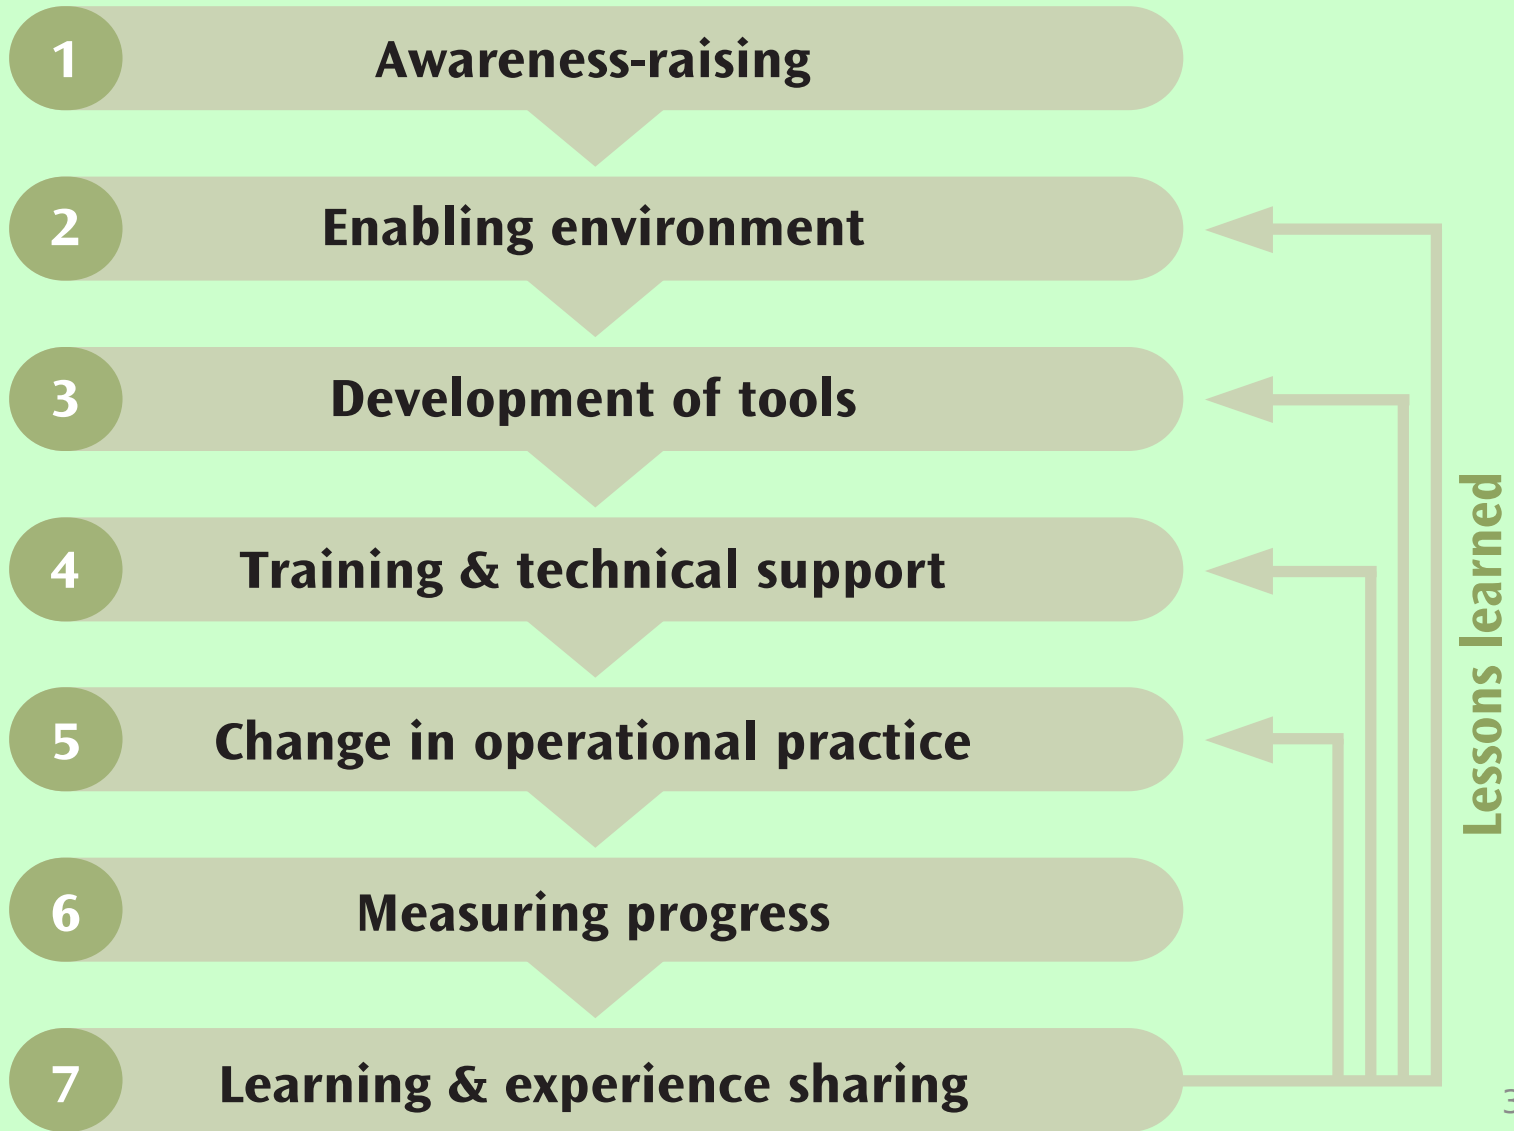 1
Awareness-raising
2
Enabling environment
3
Development of tools
4
Training & technical support
5
Change in operational practice
6
Measuring progress
7
Learning & experience sharing
Lessons learned
3